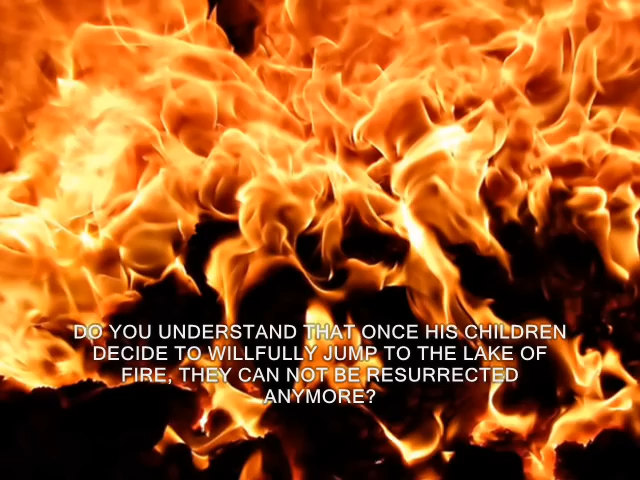 DO YOU UNDERSTAND THAT ONCE HIS CHILDREN
DECIDE TO WILLFULLY JUMP TO THE LAKE OF
FIRE, THEY CAN NOT BE RESURRECTED
ANYMORE?